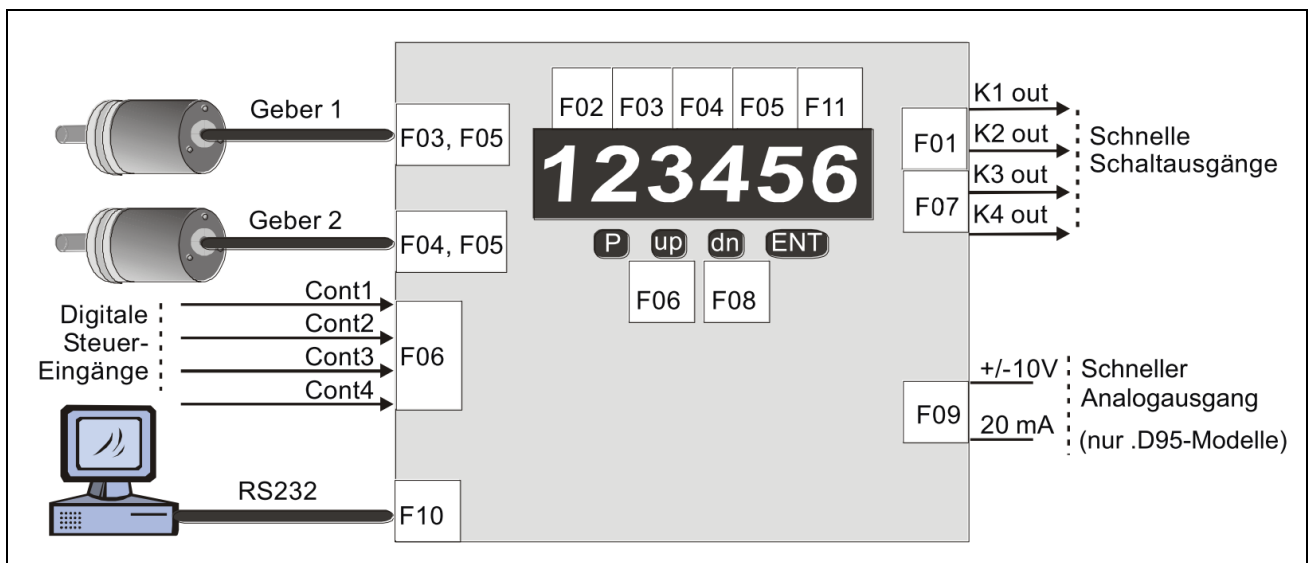 F02 F03 F04 F05 F11
123456
P up dn ENT
F06 F08
Geber 1
F03, F05
Geber 2
F04, F05
Digitale
Steuer-
Eingänge
Cont1
Cont2
Cont3
Cont4
F06
RS232
F10
F01
F07
K1 out
K2 out
K3 out
K4 out
Schnelle
Schaltausgänge
F09
+/-10V
20 mA
Schneller
Analogausgang
(nur .D95-Modelle)